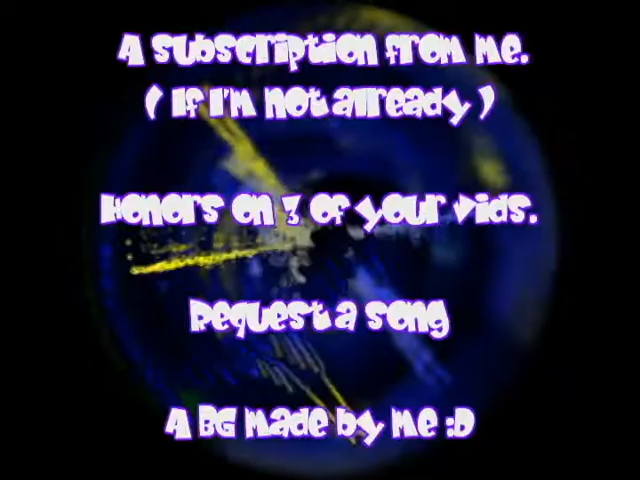 A subscription from me.
( If I'm not already )
Honors on 3 of your vids.
Request a song
A BG made by me :D